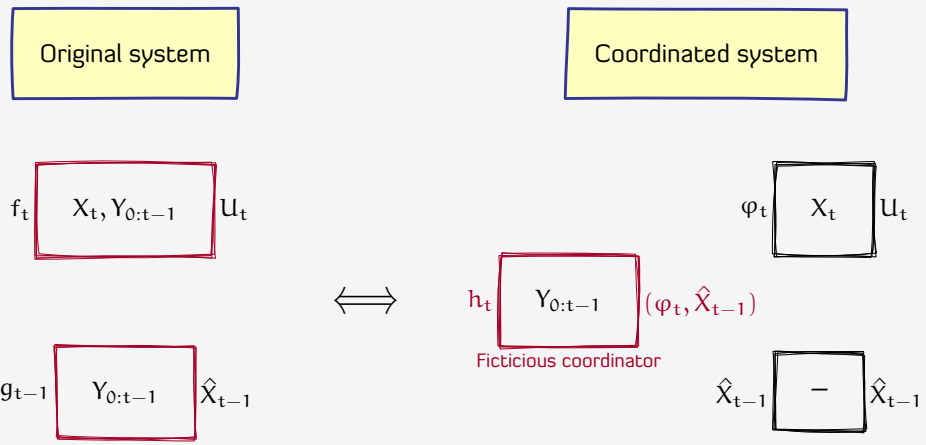 Original system
Coordinated system
f_t X_t, Y_{0:t−1} U_t
φ_t X_t U_t
⟺
h_t Y_{0:t−1} (φ_t, X̂_{t−1})
Ficticious coordinator
g_{t−1} Y_{0:t−1} X̂_{t−1}
X̂_{t−1} − X̂_{t−1}